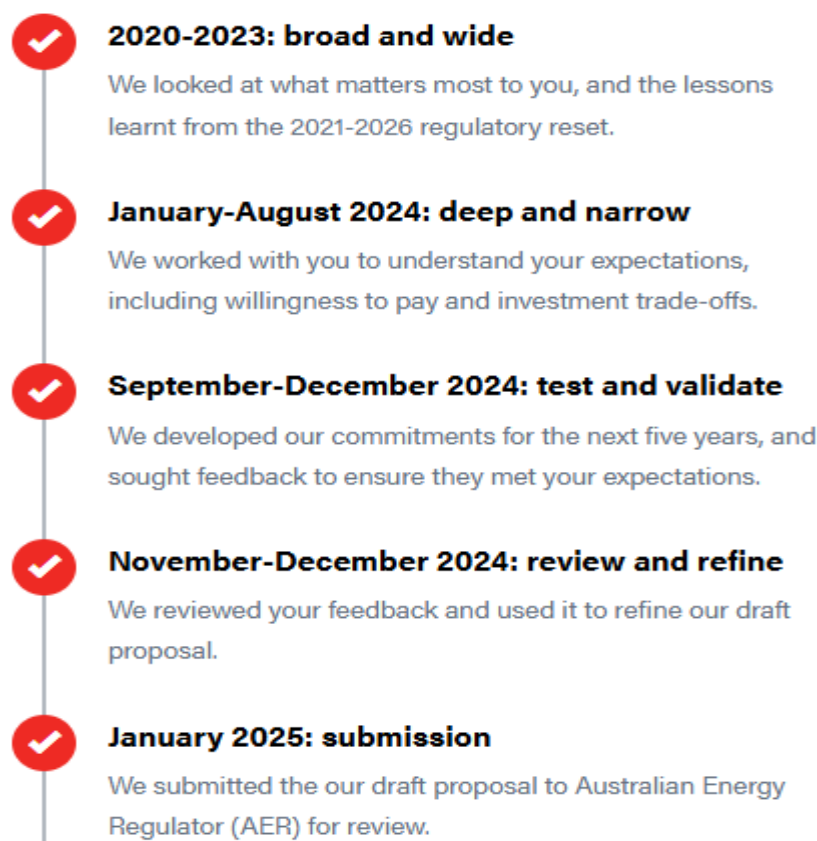 2020-2023: broad and wide
We looked at what matters most to you, and the lessons
learnt from the 2021-2026 regulatory reset.
January-August 2024: deep and narrow
We worked with you to understand your expectations,
including willingness to pay and investment trade-offs.
September-December 2024: test and validate
We developed our commitments for the next five years, and
sought feedback to ensure they met your expectations.
November-December 2024: review and refine
We reviewed your feedback and used it to refine our draft
proposal.
January 2025: submission
We submitted the our draft proposal to Australian Energy
Regulator (AER) for review.